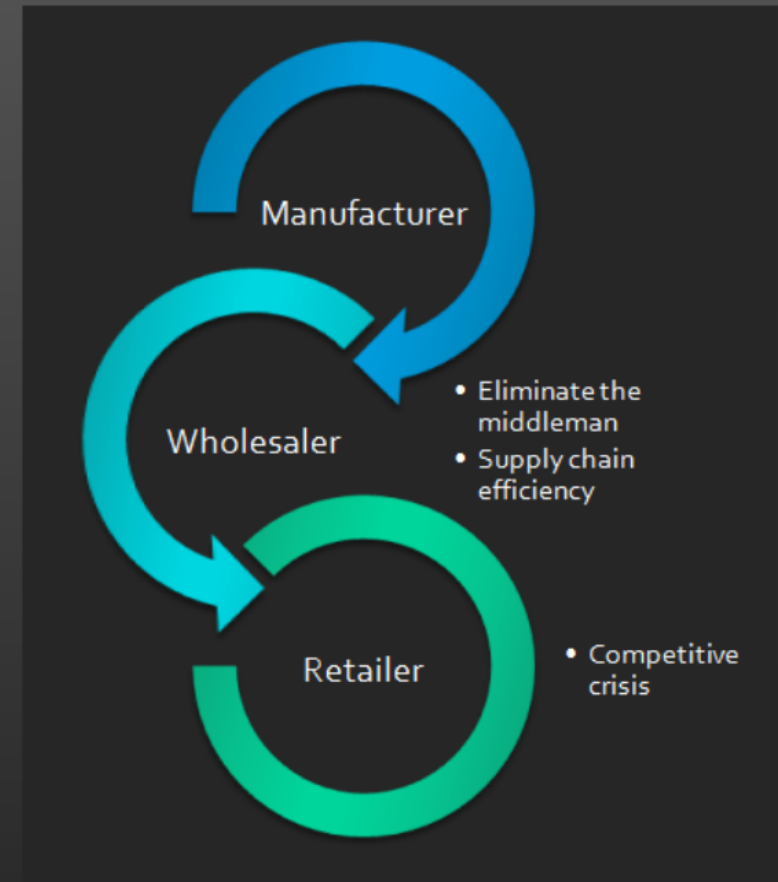 Manufacturer
Wholesaler
• Eliminate the
middleman
• Supply chain
efficiency
Retailer
• Competitive
crisis